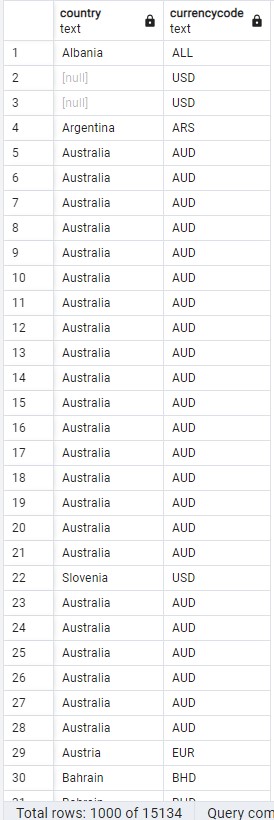 country currencycode
text text
1 Albania ALL
2 [null] USD
3 [null] USD
4 Argentina ARS
5 Australia AUD
6 Australia AUD
7 Australia AUD
8 Australia AUD
9 Australia AUD
10 Australia AUD
11 Australia AUD
12 Australia AUD
13 Australia AUD
14 Australia AUD
15 Australia AUD
16 Australia AUD
17 Australia AUD
18 Australia AUD
19 Australia AUD
20 Australia AUD
21 Australia AUD
22 Slovenia USD
23 Australia AUD
24 Australia AUD
25 Australia AUD
26 Australia AUD
27 Australia AUD
28 Australia AUD
29 Austria EUR
30 Bahrain BHD
31 Bahrain BHD
Total rows: 1000 of 15134 Query com